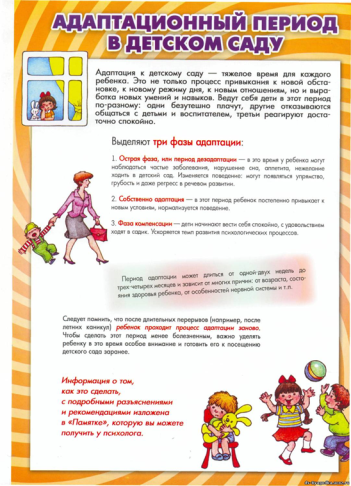 АДАПТАЦИОННЫЙ ПЕРИОД
В ДЕТСКОМ САДУ
Адаптация к детскому саду — тяжелое время для каждого
ребенка. Это не только процесс привыкания к новой обста-
новке, к новому режиму дня, к новым отношениям, но и выра-
ботка новых умений и навыков. Ведут себя дети в этот период
по-разному: одни безутешно плачут, другие отказываются
общаться с детьми и воспитателем, третьи реагируют доста-
точно спокойно.
Выделяют три фазы адаптации:
1. Острая фаза, или период дезадаптации — в это время у ребенка могут
наблюдаться частые заболевания, нарушение сна, аппетита, нежелание
ходить в детский сад. Изменяется поведение: могут появляться упрямство,
грубость и даже регресс в речевом развитии.
2. Собственно адаптация — в этот период ребенок постепенно привыкает к
новым условиям, нормализуется поведение.
3. Фаза компенсации — дети начинают вести себя спокойно, с удовольствием
ходят в садик. Ускоряется темп развития психологических процессов.
Период адаптации может длиться от одной-двух недель до
трех-четырех месяцев и зависит от многих причин: от возраста, состо-
яния здоровья ребенка, от особенностей нервной системы и т.п.
Следует помнить, что после длительных перерывов (например, после
летних каникул) ребенок проходит процесс адаптации заново.
Чтобы сделать этот период менее болезненным, важно уделять
ребенку в это время особое внимание и готовить его к посещению
детского сада заранее.
Информация о том,
как это сделать,
с подробными разъяснениями
и рекомендациями изложена
в «Памятке», которую вы можете
получить у психолога.